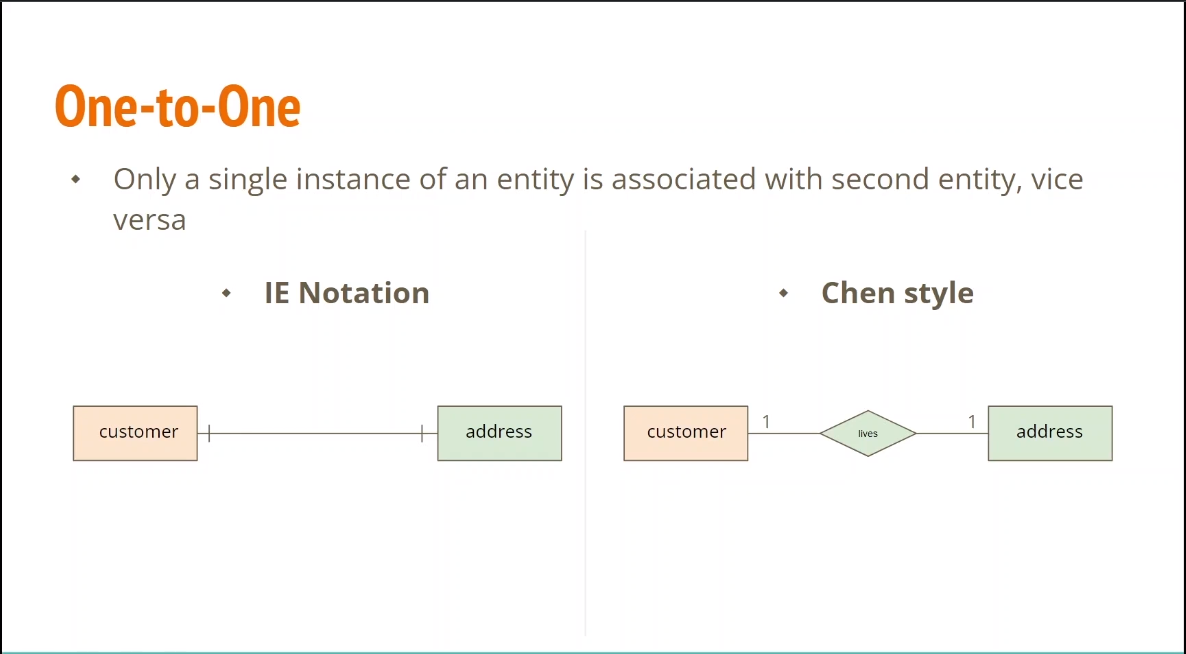 One-to-One
Only a single instance of an entity is associated with second entity, vice
versa
IE Notation
customer
address
Chen style
customer
1
lives
1
address